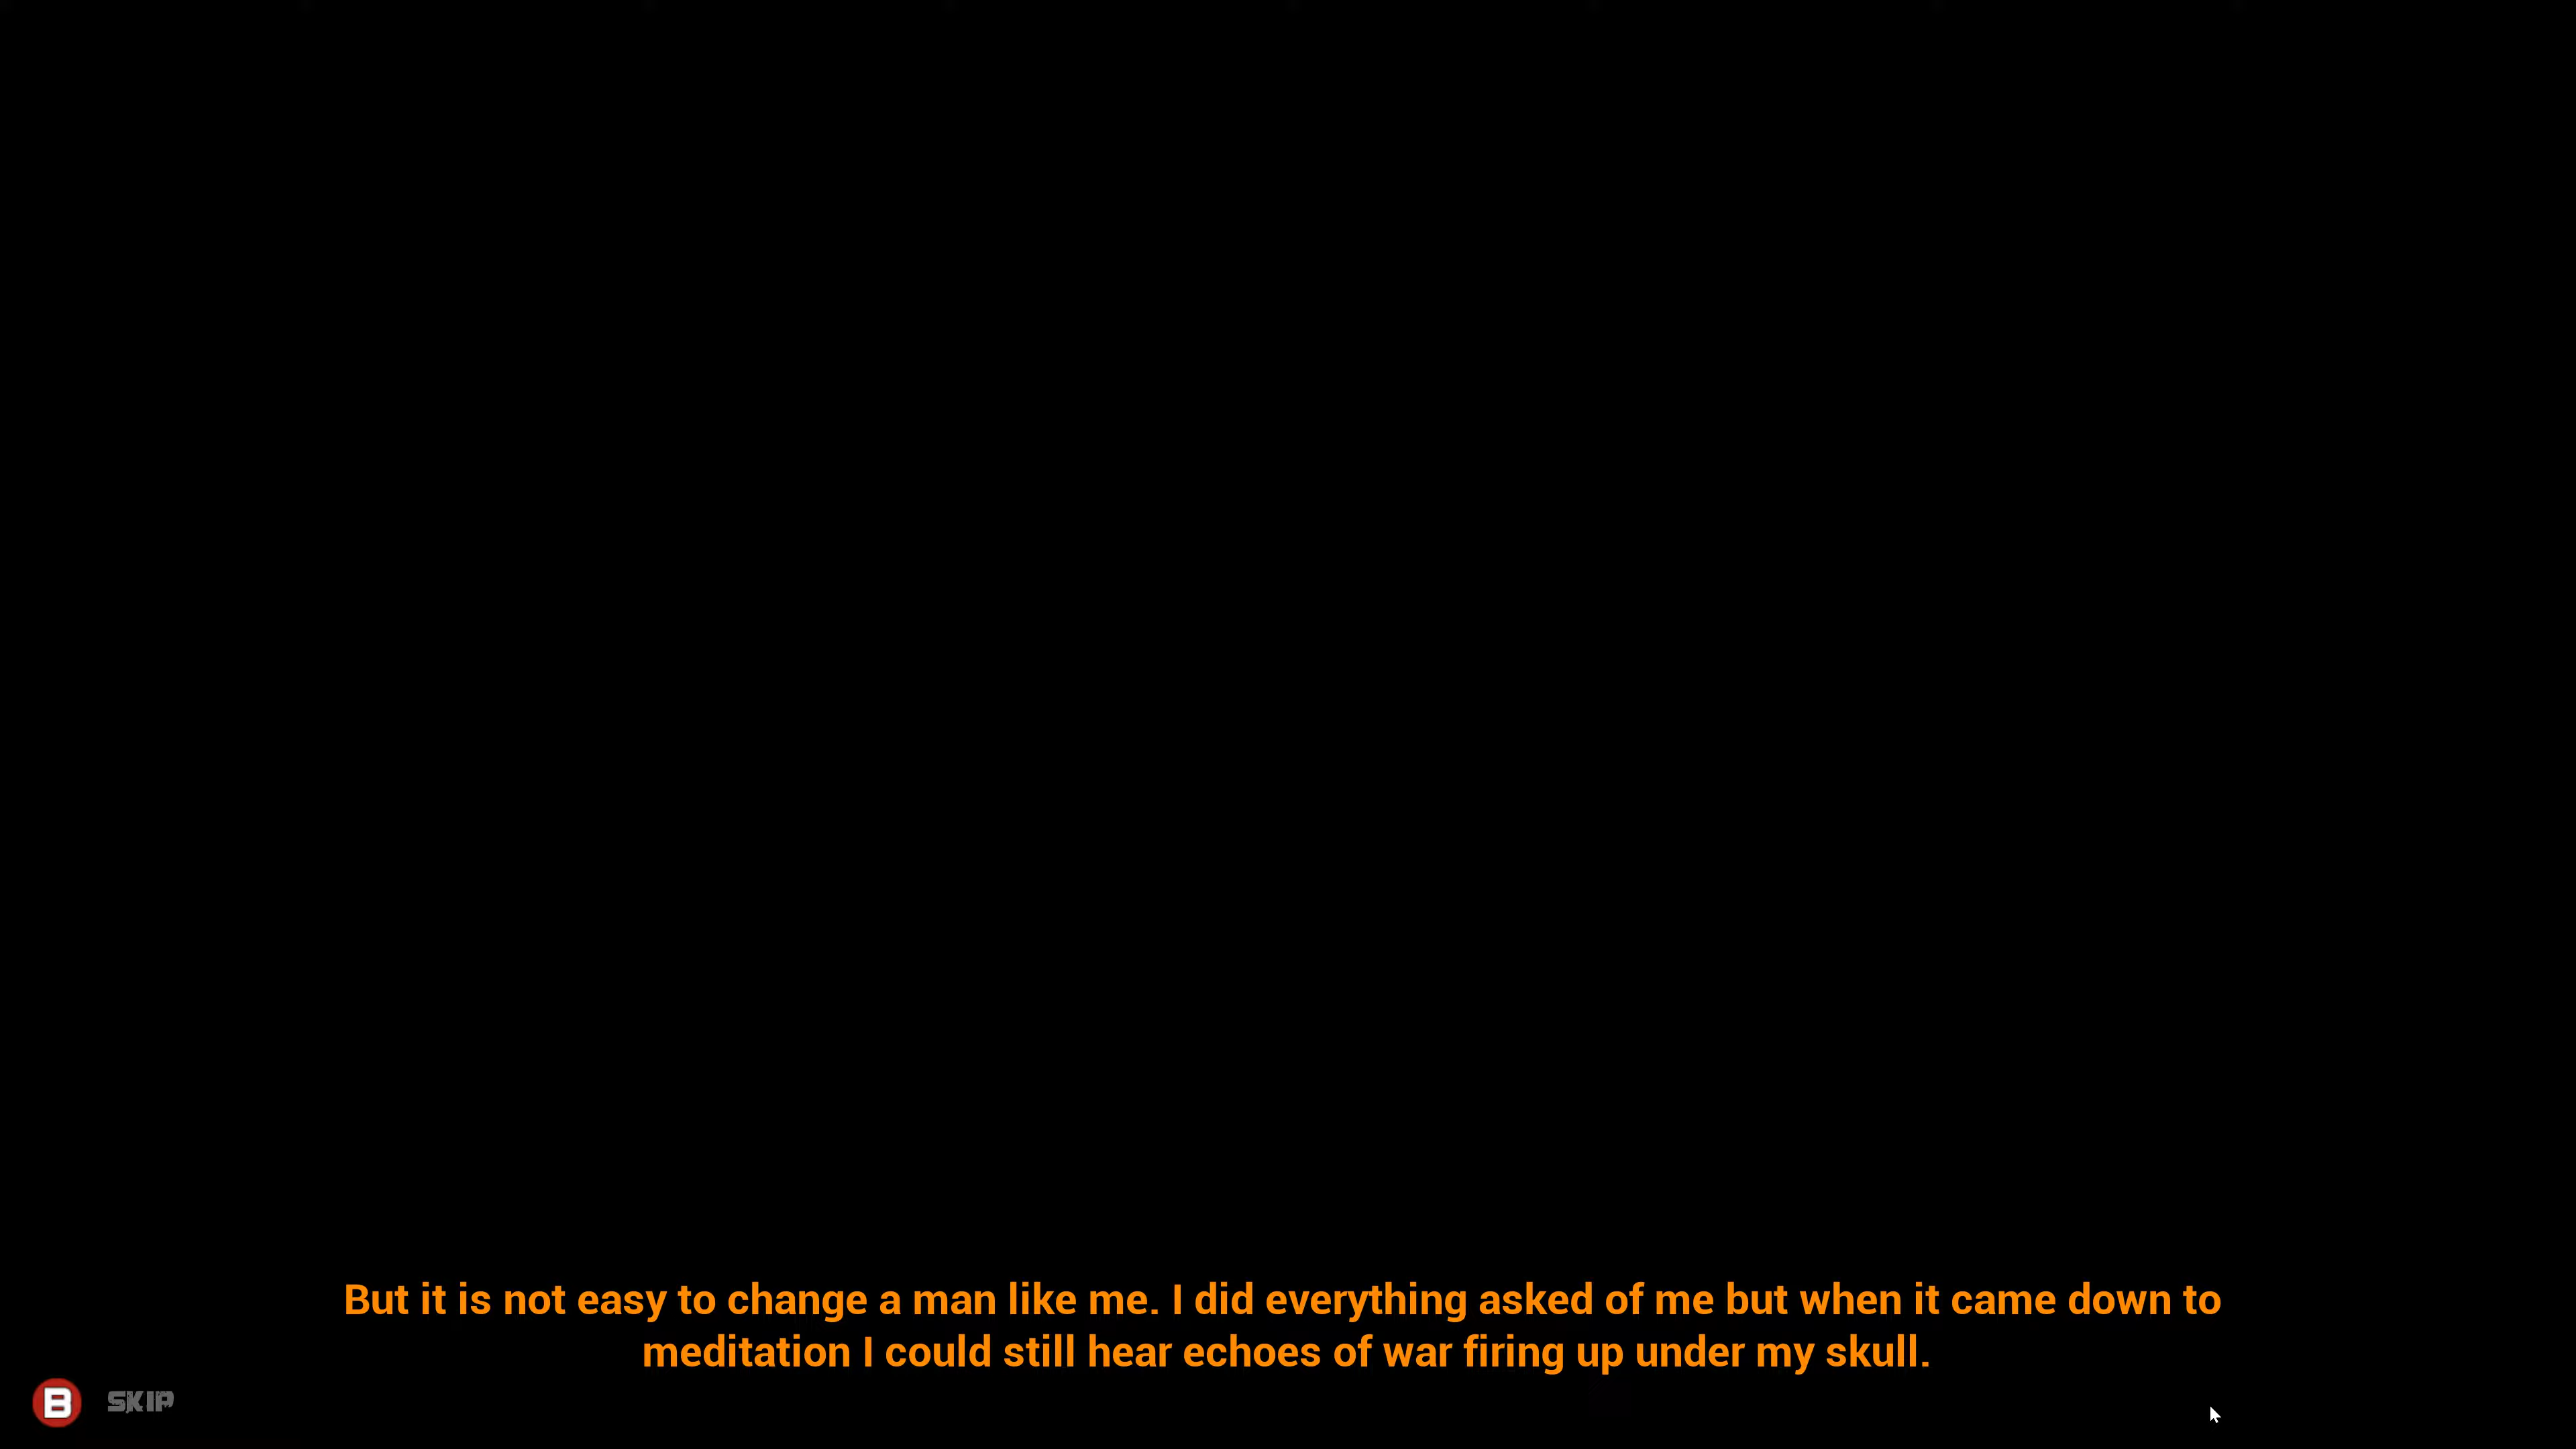 But it is not easy to change a man like me. I did everything asked of me but when it came down to
meditation I could still hear echoes of war firing up under my skull.
B SKIP